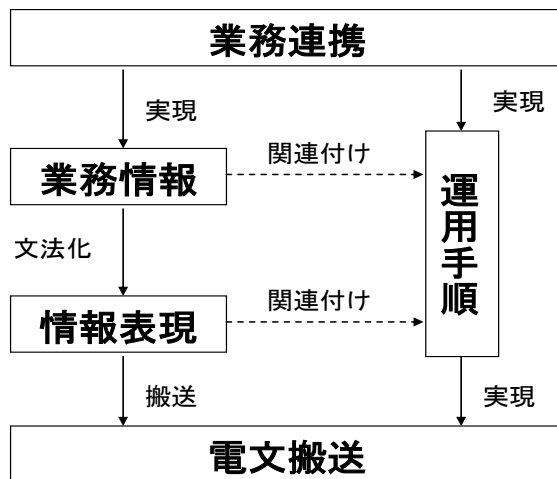 業務連携
実現
実現
業務情報
関連付け
運用手順
文法化
情報表現
関連付け
搬送
実現
電文搬送